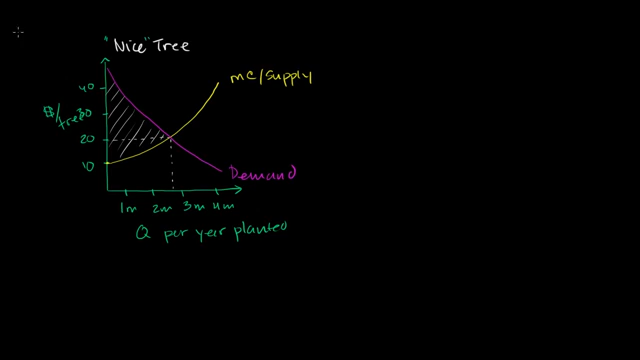 "Nice" Tree
MC/Supply
40
30
$/tree
20
10
Demand
1m 2m 3m 4m
Q per year planted